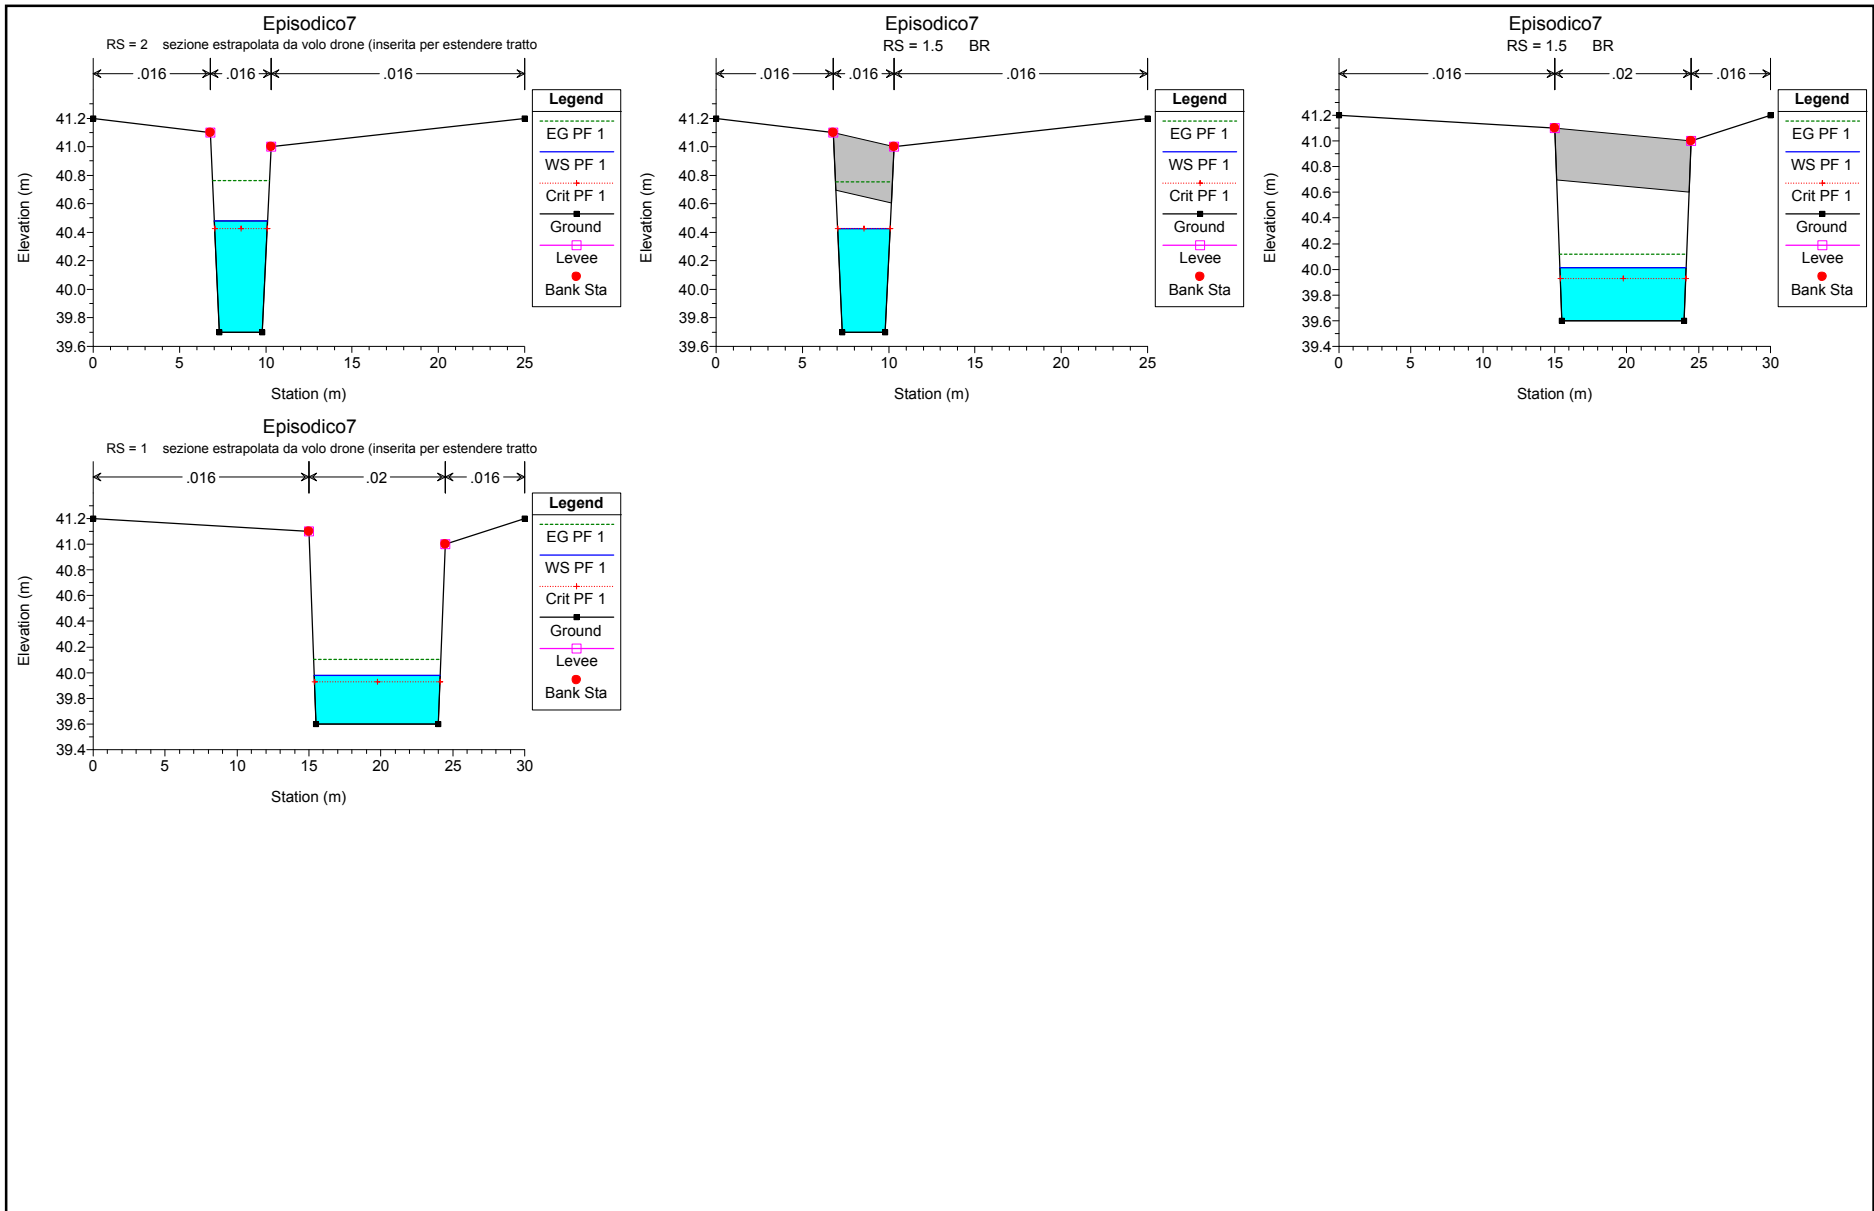 Episodico7
RS = 2 sezione estrapolata da volo drone (inserita per estendere tratto
.016 .016 .016
41.2
41.0
40.8
40.6
40.4
40.2
40.0
39.8
39.6
0 5 10 15 20 25
Station (m)
Elevation (m)
Legend
EG PF 1
WS PF 1
Crit PF 1
Ground
Levee
Bank Sta
Episodico7
RS = 1.5 BR
.016 .016 .016
41.2
41.0
40.8
40.6
40.4
40.2
40.0
39.8
39.6
0 5 10 15 20 25
Station (m)
Elevation (m)
Legend
EG PF 1
WS PF 1
Crit PF 1
Ground
Levee
Bank Sta
Episodico7
RS = 1.5 BR
.016 .02 .016
41.2
41.0
40.8
40.6
40.4
40.2
40.0
39.8
39.6
39.4
0 5 10 15 20 25 30
Station (m)
Elevation (m)
Legend
EG PF 1
WS PF 1
Crit PF 1
Ground
Levee
Bank Sta
Episodico7
RS = 1 sezione estrapolata da volo drone (inserita per estendere tratto
.016 .02 .016
41.2
41.0
40.8
40.6
40.4
40.2
40.0
39.8
39.6
39.4
0 5 10 15 20 25 30
Station (m)
Elevation (m)
Legend
EG PF 1
WS PF 1
Crit PF 1
Ground
Levee
Bank Sta